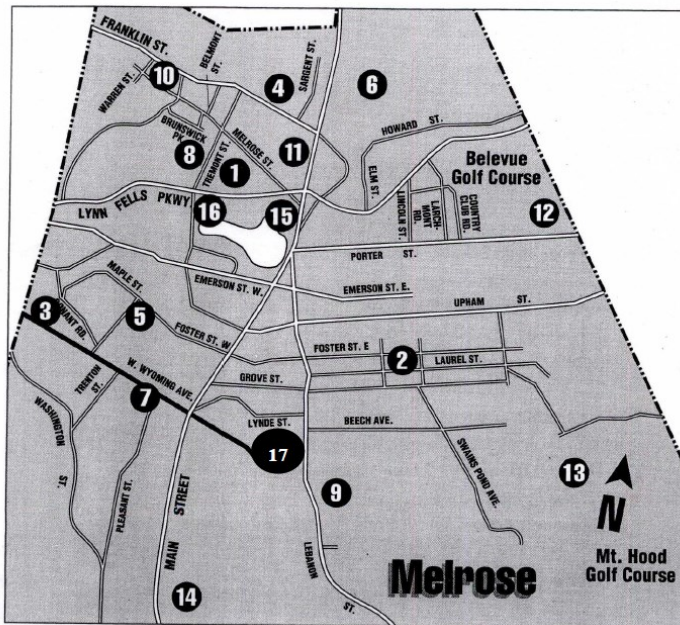 FRANKLIN ST.
BELMONT
ST.
SARGENT ST.
10
WARREN ST.
4
6
BRUNSWICK
PK.
MELROSE ST.
HOWARD ST.
8
TREMONT ST.
1
11
ELM ST.
Belevue
Golf Course
LYNN FELLS PKWY.
16
15
LINCOLN ST.
LARCH-
MONT
RD.
COUNTRY
CLUB RD.
12
PORTER ST.
MAPLE ST.
EMERSON ST. W.
EMERSON ST. E.
UPHAM ST.
3
5
FOSTER ST. W
FOSTER ST. E
2
LAUREL ST.
W. WYOMING AVE.
GROVE ST.
TRENTON
ST.
7
WASHINGTON
ST.
LYNDE ST.
BEECH AVE.
17
SWAINS POND AVE.
PLEASANT ST.
MAIN STREET
9
13
N
LEBANON
ST.
Melrose
Mt. Hood
Golf Course
14